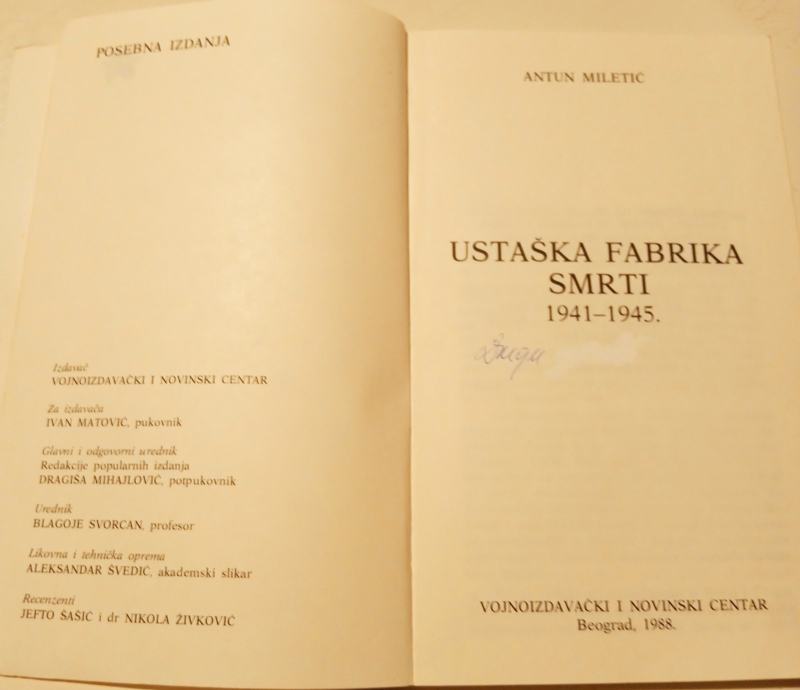 POSEBNA IZDANJA
Izdavač
VOJNOIZDAVAČKI I NOVINSKI CENTAR
Za izdavača
IVAN MATOVIĆ, pukovnik
Glavni i odgovorni urednik
Redakcije popularnih izdanja
DRAGIŠA MIHAJLOVIĆ, potpukovnik
Urednik
BLAGOJE SVORCAN, profesor
Likovna i tehnička oprema
ALEKSANDAR ŠVEDIĆ, akademski slikar
Recenzenti
JEFTO ŠAŠIĆ i dr NIKOLA ŽIVKOVIĆ
ANTUN MILETIĆ
USTAŠKA FABRIKA
SMRTI
1941–1945.
VOJNOIZDAVAČKI I NOVINSKI CENTAR
Beograd, 1988.